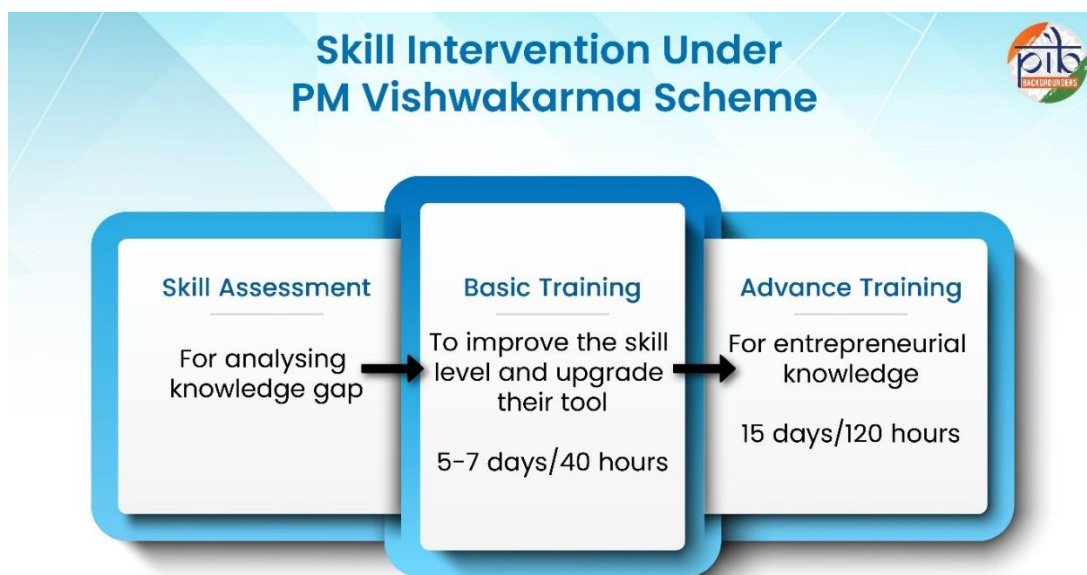 Skill Intervention Under
PM Vishwakarma Scheme
pib
BACKGROUNDERS
Skill Assessment
For analysing
knowledge gap
Basic Training
To improve the skill
level and upgrade
their tool
5-7 days/40 hours
Advance Training
For entrepreneurial
knowledge
15 days/120 hours